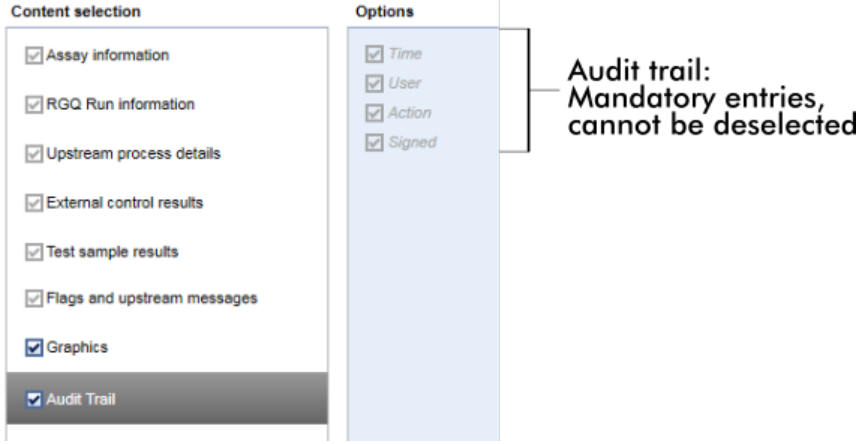 Content selection
Options
Assay information
RGQ Run information
Upstream process details
External control results
Test sample results
Flags and upstream messages
Graphics
Audit Trail
Time
User
Action
Signed
Audit trail:
Mandatory entries,
cannot be deselected